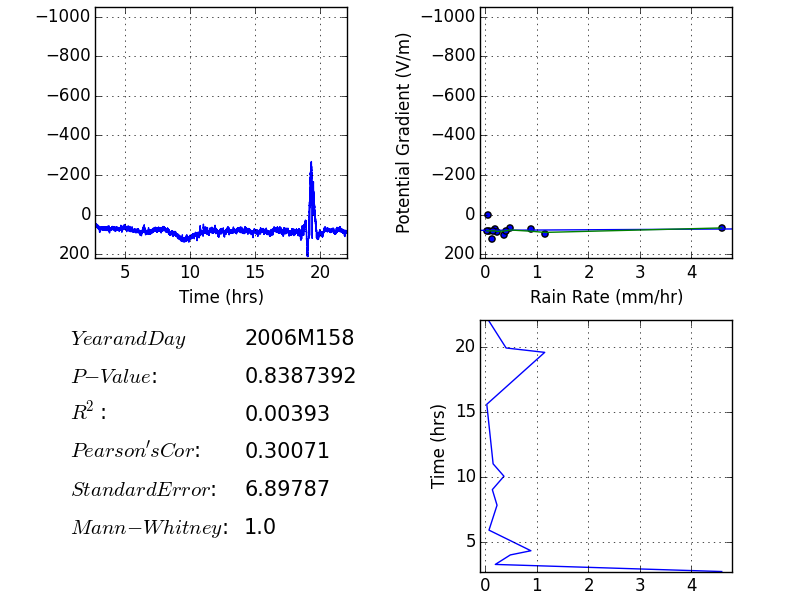 −1000
−800
−600
−400
−200
0
200
5 10 15 20
Time (hrs)
Potential Gradient (V/m)
−1000
−800
−600
−400
−200
0
200
0 1 2 3 4
Rain Rate (mm/hr)
YearandDay 2006M158
P−Value: 0.8387392
R²: 0.00393
Pearson'sCor: 0.30071
StandardError: 6.89787
Mann−Whitney: 1.0
Time (hrs)
20
15
10
5
0 1 2 3 4